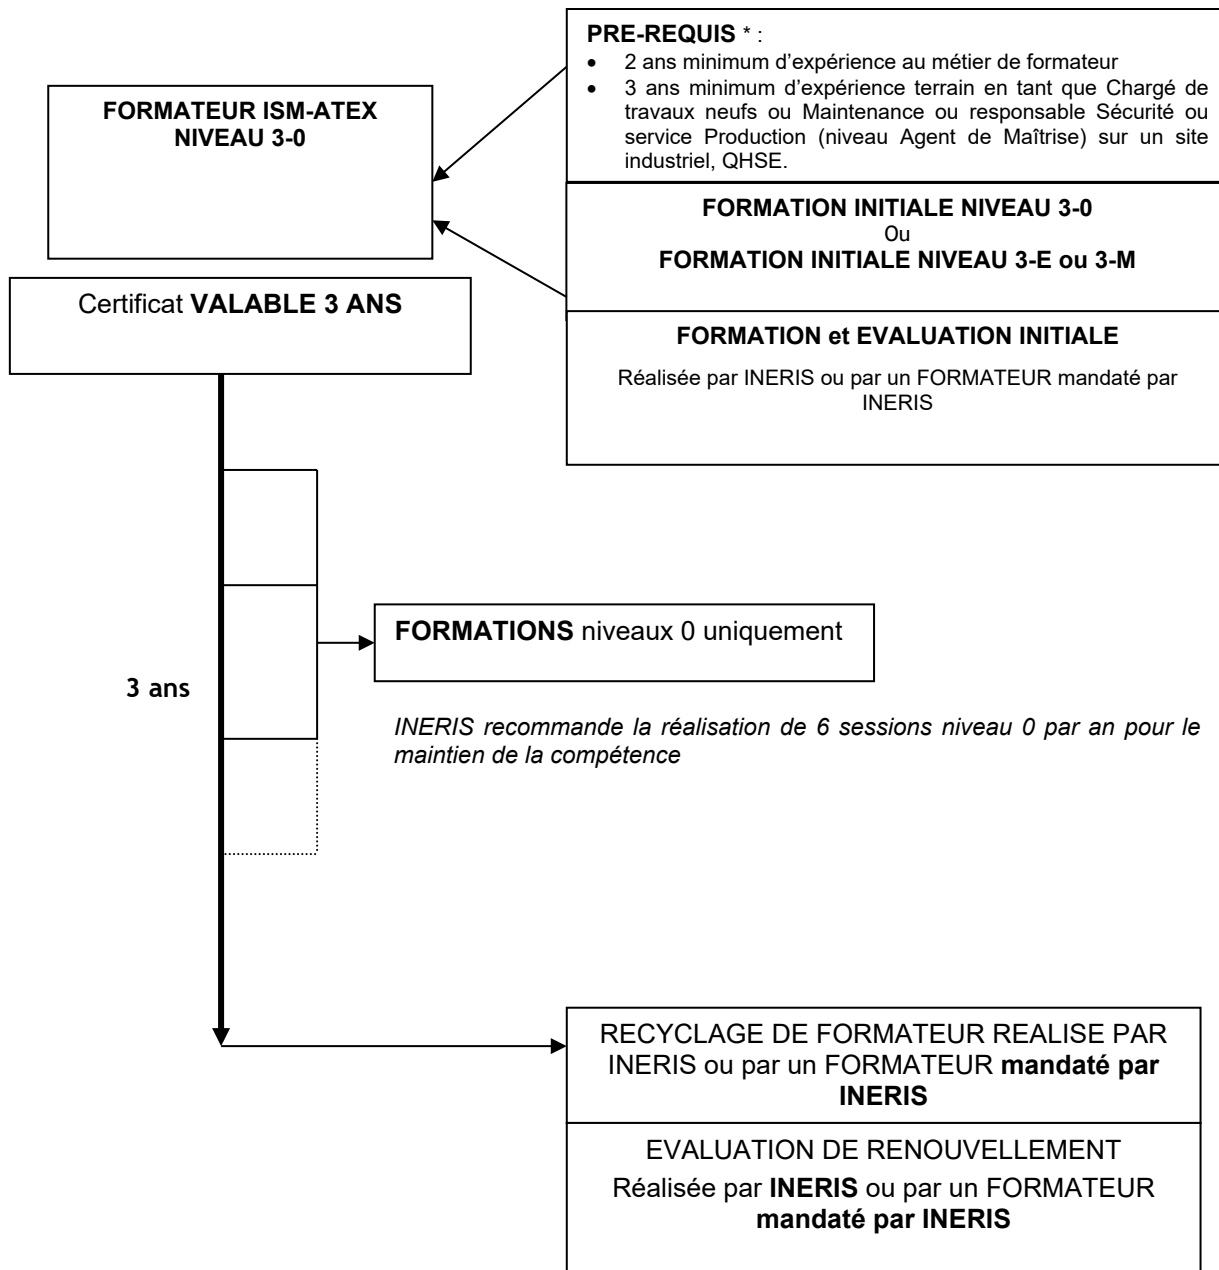 PRE-REQUIS * :
• 2 ans minimum d'expérience au métier de formateur
• 3 ans minimum d'expérience terrain en tant que Chargé de
travaux neufs ou Maintenance ou responsable Sécurité ou
service Production (niveau Agent de Maîtrise) sur un site
industriel, QHSE.
FORMATEUR ISM-ATEX
NIVEAU 3-0
FORMATION INITIALE NIVEAU 3-0
Ou
FORMATION INITIALE NIVEAU 3-E ou 3-M
Certificat VALABLE 3 ANS
FORMATION et EVALUATION INITIALE
Réalisée par INERIS ou par un FORMATEUR mandaté par
INERIS
FORMATIONS niveaux 0 uniquement
3 ans
INERIS recommande la réalisation de 6 sessions niveau 0 par an pour le
maintien de la compétence
RECYCLAGE DE FORMATEUR REALISE PAR
INERIS ou par un FORMATEUR mandaté par
INERIS
EVALUATION DE RENOUVELLEMENT
Réalisée par INERIS ou par un FORMATEUR
mandaté par INERIS